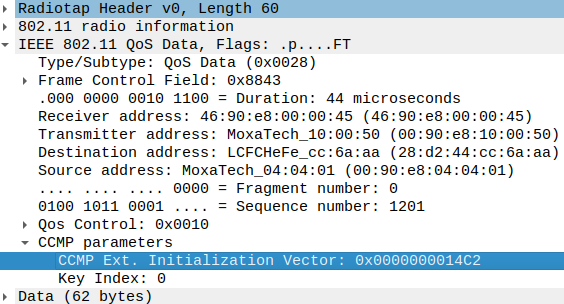 Radiotap Header v0, Length 60
802.11 radio information
IEEE 802.11 QoS Data, Flags: .p....FT
Type/Subtype: QoS Data (0x0028)
Frame Control Field: 0x8843
.000 0000 0010 1100 = Duration: 44 microseconds
Receiver address: 46:90:e8:00:00:45 (46:90:e8:00:00:45)
Transmitter address: MoxaTech_10:00:50 (00:90:e8:10:00:50)
Destination address: LCFCHeFe_cc:6a:aa (28:d2:44:cc:6a:aa)
Source address: MoxaTech_04:04:01 (00:90:e8:04:04:01)
.... .... .... 0000 = Fragment number: 0
0100 1011 0001 .... = Sequence number: 1201
Qos Control: 0x0010
CCMP parameters
CCMP Ext. Initialization Vector: 0x0000000014C2
Key Index: 0
Data (62 bytes)